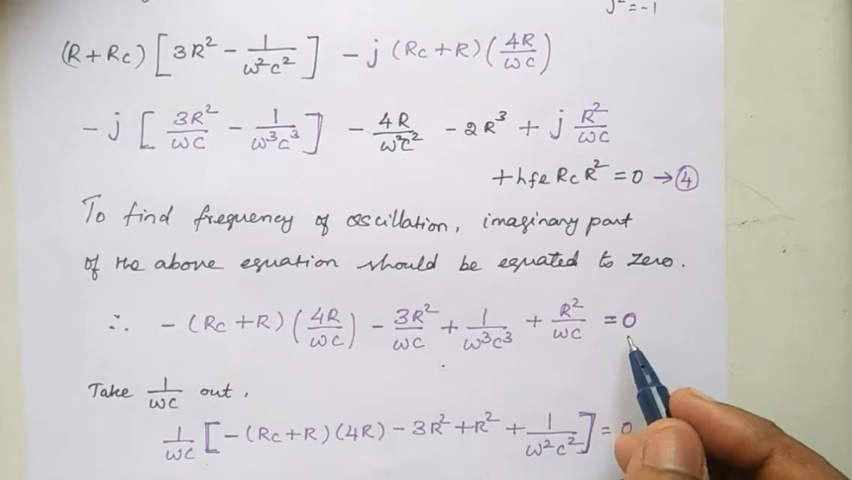 j² = -1
(R + Rc) [ 3R² - 1/ω²c² ] - j (Rc + R) ( 4R/ωc )
- j [ 3R²/ωc - 1/ω³c³ ] - 4R/ω²c² - 2R³ + j R²/ωc
+ hfe Rc R² = 0 → ④
To find frequency of oscillation, imaginary part
of the above equation should be equated to zero.
∴ - (Rc + R) ( 4R/ωc ) - 3R²/ωc + 1/ω³c³ + R²/ωc = 0
Take 1/ωc out,
1/ωc [ - (Rc + R) (4R) - 3R² + R² + 1/ω²c² ] = 0